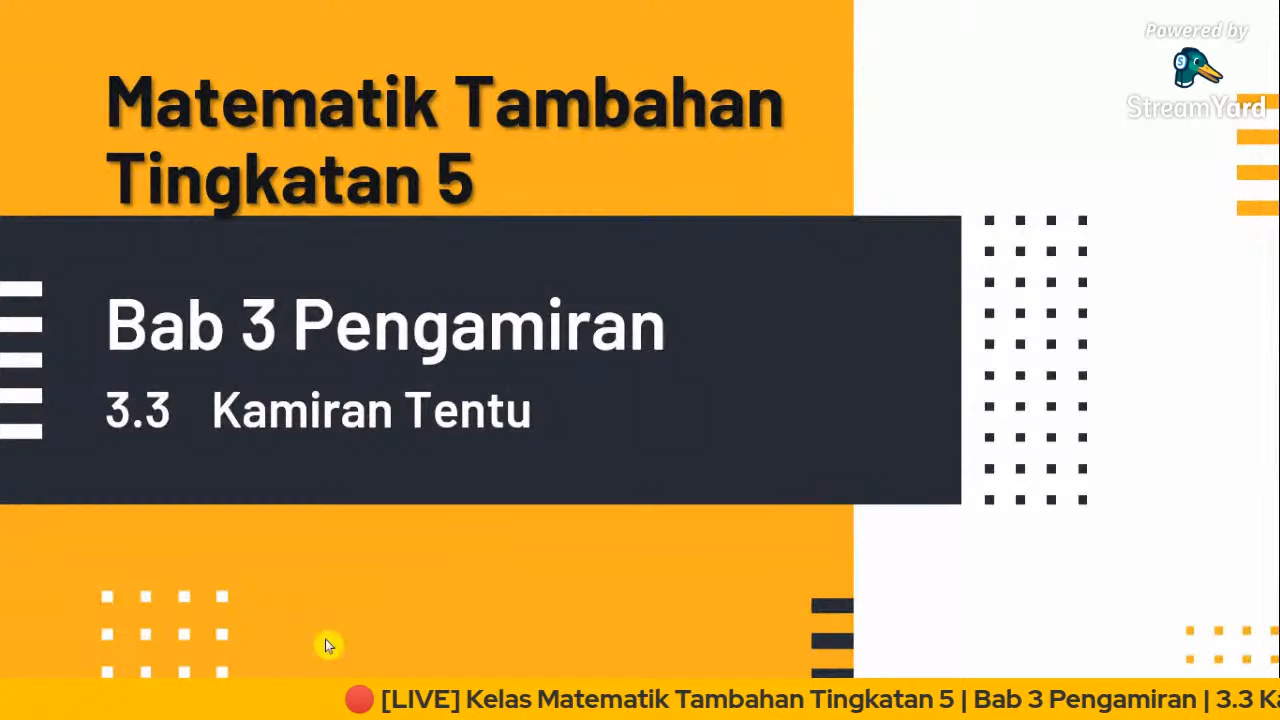 Powered by
StreamYard
Matematik Tambahan
Tingkatan 5
Bab 3 Pengamiran
3.3 Kamiran Tentu
[LIVE] Kelas Matematik Tambahan Tingkatan 5 | Bab 3 Pengamiran | 3.3